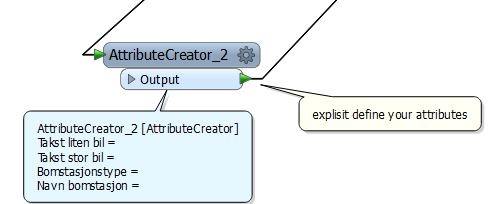 AttributeCreator_2
Output
AttributeCreator_2 [AttributeCreator]
Takst liten bil =
Takst stor bil =
Bomstasjonstype =
Navn bomstasjon =
explisit define your attributes